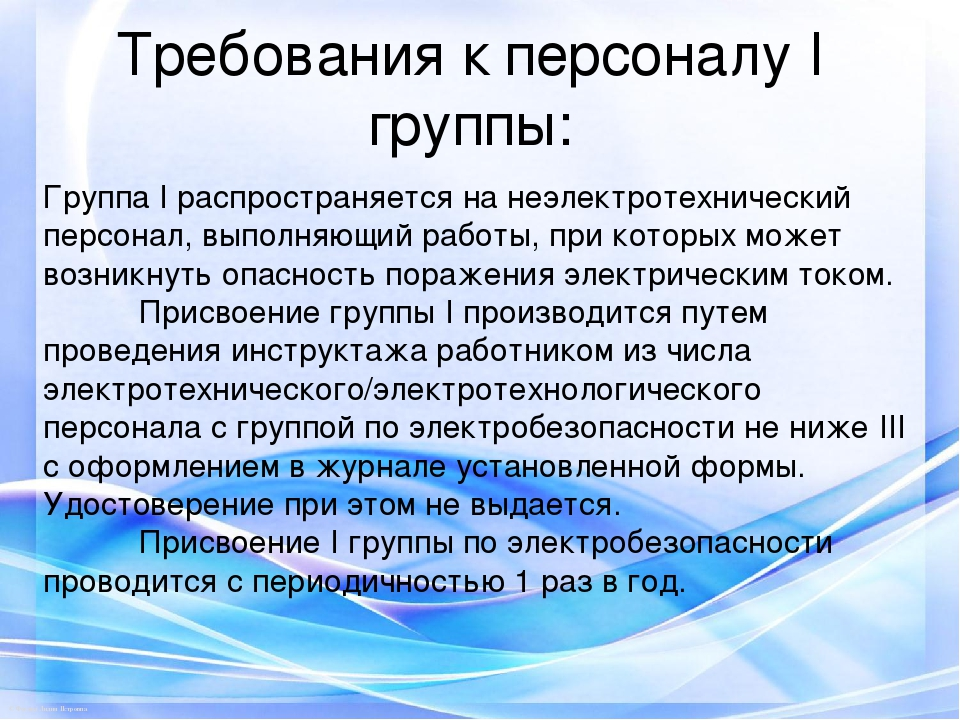 Требования к персоналу I
группы:
Группа I распространяется на неэлектротехнический
персонал, выполняющий работы, при которых может
возникнуть опасность поражения электрическим током.
Присвоение группы I производится путем
проведения инструктажа работником из числа
электротехнического/электротехнологического
персонала с группой по электробезопасности не ниже III
с оформлением в журнале установленной формы.
Удостоверение при этом не выдается.
Присвоение I группы по электробезопасности
проводится с периодичностью 1 раз в год.